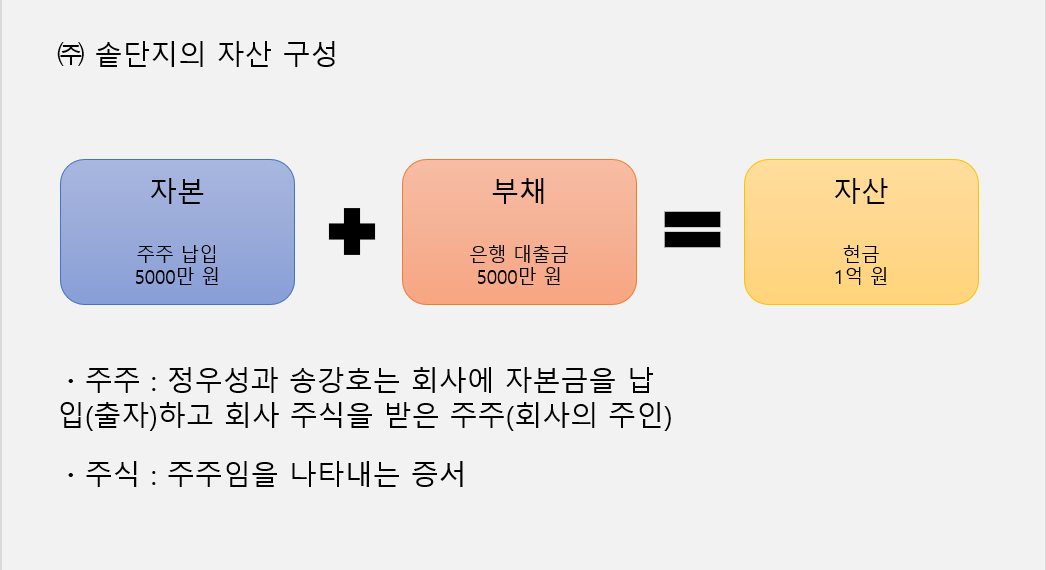 ㈜ 솥단지의 자산 구성
자본
주주 납입
5000만 원
부채
은행 대출금
5000만 원
자산
현금
1억 원
・주주 : 정우성과 송강호는 회사에 자본금을 납
입(출자)하고 회사 주식을 받은 주주(회사의 주인)
・주식 : 주주임을 나타내는 증서